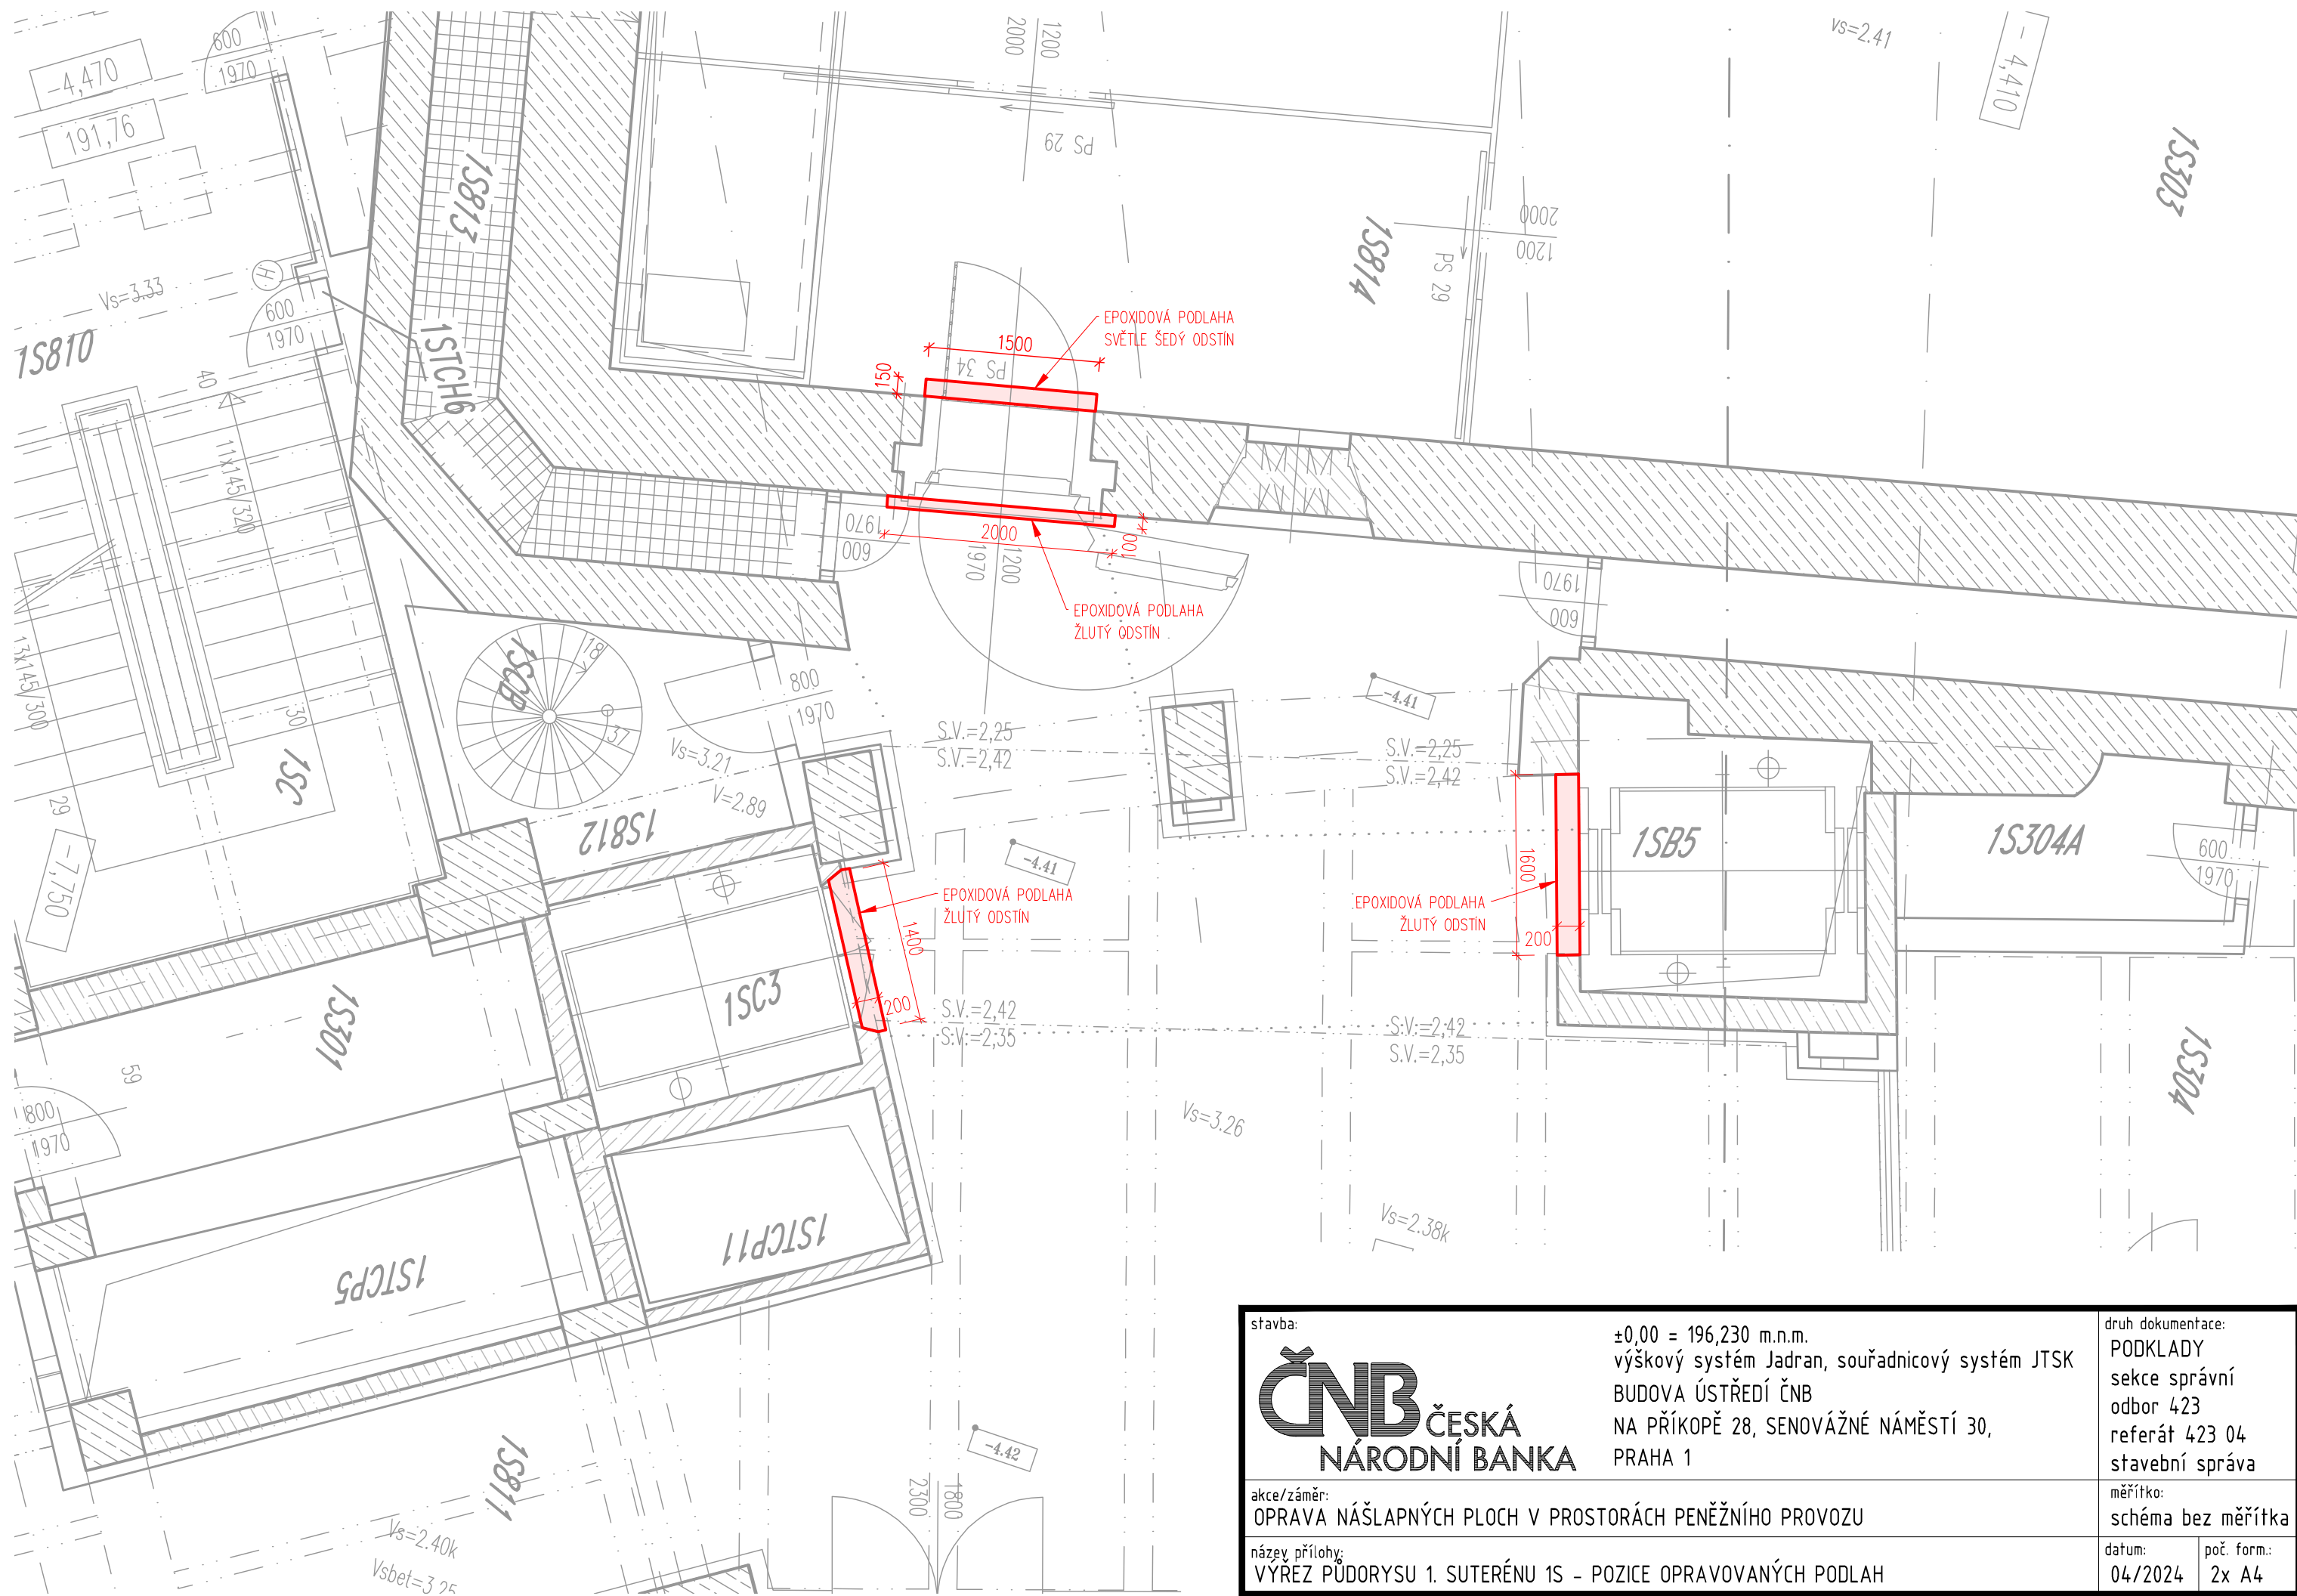 600
1970
-4,470
191,76
1200
2000
PS 29
vs=2.41
- 4,410
1S303
1S813
1S814
2000
1200
PS 29
Vs=3.33
H
600
1970
1S810
1STCH6
EPOXIDOVÁ PODLAHA
SVĚTLE ŠEDÝ ODSTÍN
1500
PS 34
150
40
11x145/320
1970
600
2000
100
1200
1970
EPOXIDOVÁ PODLAHA
ŽLUTÝ ODSTÍN
1970
600
13x145/300
30
1SC
29
-7,750
1SCB
18
37
800
1970
Vs=3.21
V=2.89
1S812
S.V.=2,25
S.V.=2,42
-4.41
S.V.=2,25
S.V.=2,42
-4.41
1SB5
1S304A
600
1970
1600
EPOXIDOVÁ PODLAHA
ŽLUTÝ ODSTÍN
200
EPOXIDOVÁ PODLAHA
ŽLUTÝ ODSTÍN
1400
200
1SC3
S.V.=2,42
S.V.=2,35
S.V.=2,42
S.V.=2,35
1S301
59
800
1970
1S304
Vs=3.26
Vs=2.38k
1STCP11
1STCP5
1S811
Vs=2.40k
Vsbet=3.25
-4.42
1800
2300
stavba:
ČNB ČESKÁ
NÁRODNÍ BANKA
±0,00 = 196,230 m.n.m.
výškový systém Jadran, souřadnicový systém JTSK
BUDOVA ÚSTŘEDÍ ČNB
NA PŘÍKOPĚ 28, SENOVÁŽNÉ NÁMĚSTÍ 30,
PRAHA 1
druh dokumentace:
PODKLADY
sekce správní
odbor 423
referát 423 04
stavební správa
akce/záměr:
OPRAVA NÁŠLAPNÝCH PLOCH V PROSTORÁCH PENĚŽNÍHO PROVOZU
měřítko:
schéma bez měřítka
název přílohy:
VÝŘEZ PŮDORYSU 1. SUTERÉNU 1S - POZICE OPRAVOVANÝCH PODLAH
datum:
04/2024
poč. form.:
2x A4